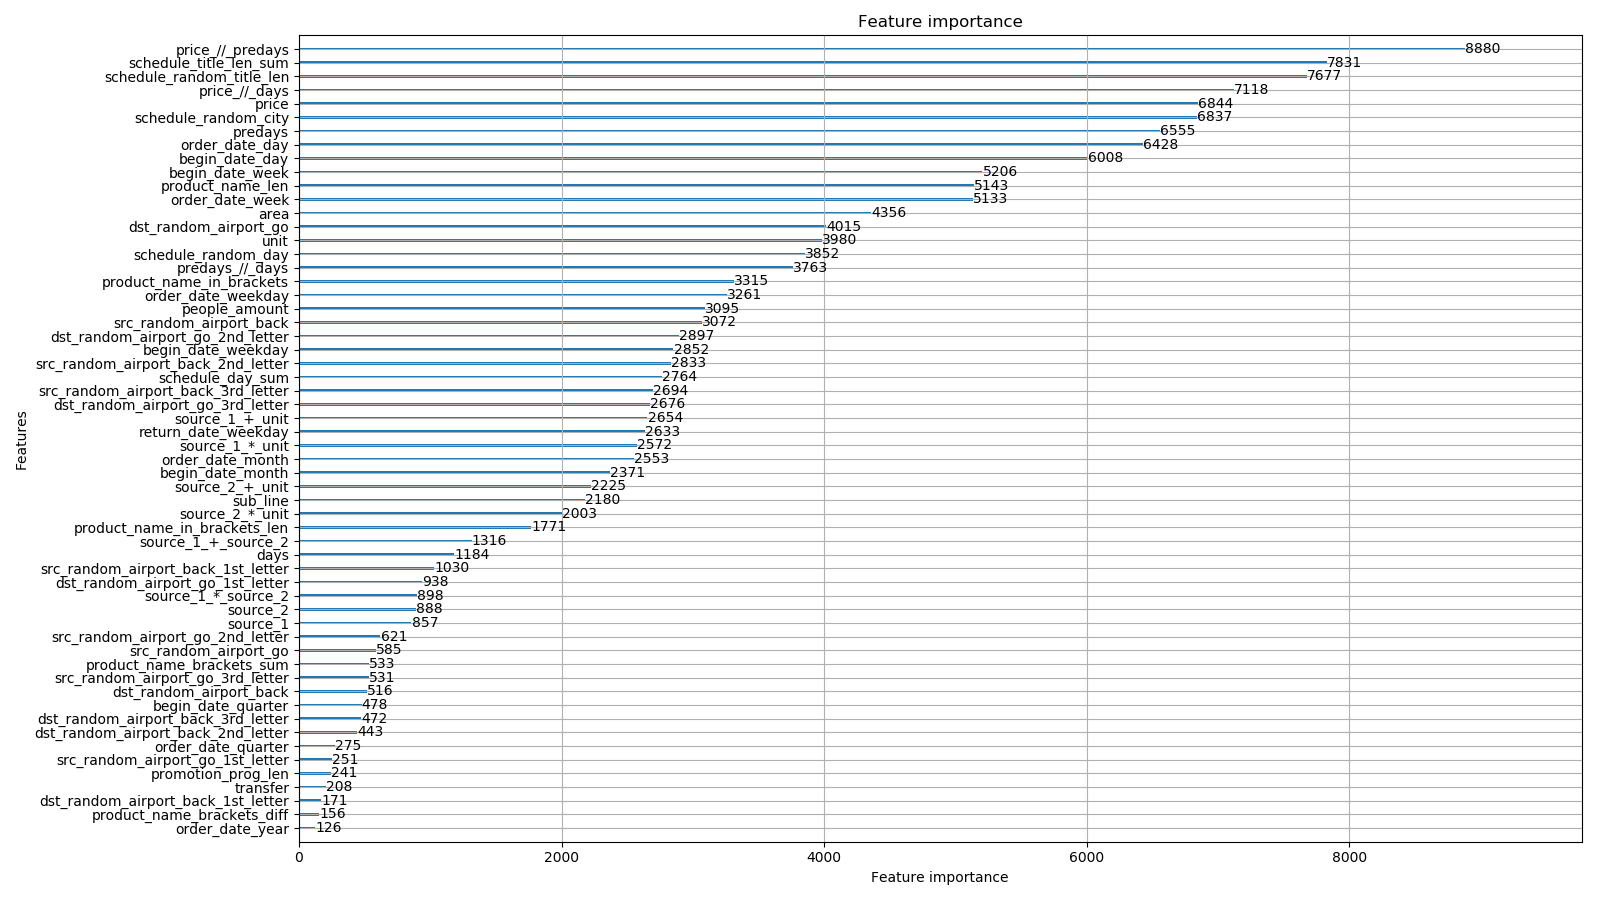 Feature importance
price_//_predays 8880
schedule_title_len_sum 7831
schedule_random_title_len 7677
price_//_days 7118
price 6844
schedule_random_city 6837
predays 6555
order_date_day 6428
begin_date_day 6008
begin_date_week 5206
product_name_len 5143
order_date_week 5133
area 4356
dst_random_airport_go 4015
unit 3980
schedule_random_day 3852
predays_//_days 3763
product_name_in_brackets 3315
order_date_weekday 3261
people_amount 3095
src_random_airport_back 3072
dst_random_airport_go_2nd_letter 2897
begin_date_weekday 2852
src_random_airport_back_2nd_letter 2833
schedule_day_sum 2764
src_random_airport_back_3rd_letter 2694
dst_random_airport_go_3rd_letter 2676
source_1_+_unit 2654
return_date_weekday 2633
source_1_*_unit 2572
order_date_month 2553
begin_date_month 2371
source_2_+_unit 2225
sub_line 2180
source_2_*_unit 2003
product_name_in_brackets_len 1771
source_1_+_source_2 1316
days 1184
src_random_airport_back_1st_letter 1030
dst_random_airport_go_1st_letter 938
source_1_*_source_2 898
source_2 888
source_1 857
src_random_airport_go_2nd_letter 621
src_random_airport_go 585
product_name_brackets_sum 533
src_random_airport_go_3rd_letter 531
dst_random_airport_back 516
begin_date_quarter 478
dst_random_airport_back_3rd_letter 472
dst_random_airport_back_2nd_letter 443
order_date_quarter 275
src_random_airport_go_1st_letter 251
promotion_prog_len 241
transfer 208
dst_random_airport_back_1st_letter 171
product_name_brackets_diff 156
order_date_year 126
Features
0 2000 4000 6000 8000
Feature importance